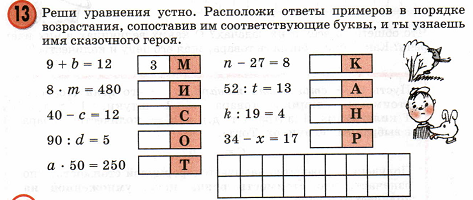 13 Реши уравнения устно. Расположи ответы примеров в порядке
возрастания, сопоставив им соответствующие буквы, и ты узнаешь
имя сказочного героя.
9 + b = 12 3 М n − 27 = 8 К
8 · m = 480 И 52 : t = 13 А
40 − c = 12 С k : 19 = 4 Н
90 : d = 5 О 34 − x = 17 Р
a · 50 = 250 Т